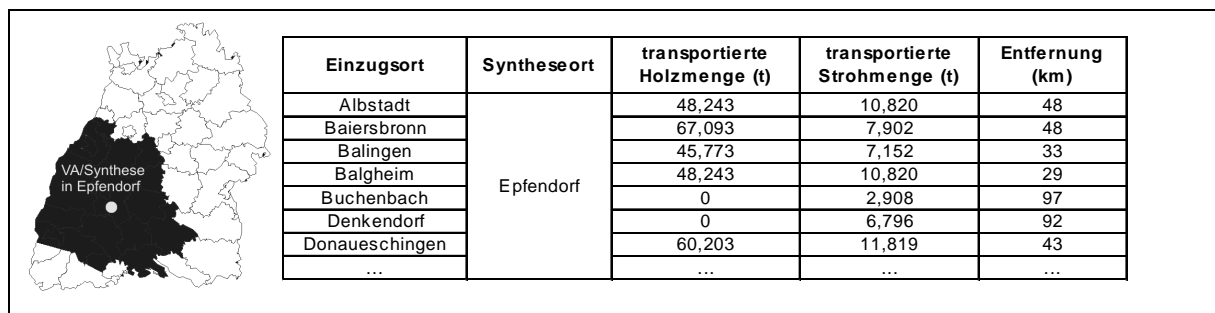 VA/Synthese
in Epfendorf
Einzugsort Syntheseort transportierte Holzmenge (t) transportierte Strohmenge (t) Entfernung (km)
Albstadt 48,243 10,820 48
Baiersbronn 67,093 7,902 48
Balingen 45,773 7,152 33
Balgheim Epfendorf 48,243 10,820 29
Buchenbach 0 2,908 97
Denkendorf 0 6,796 92
Donaueschingen 60,203 11,819 43
... ... ... ...